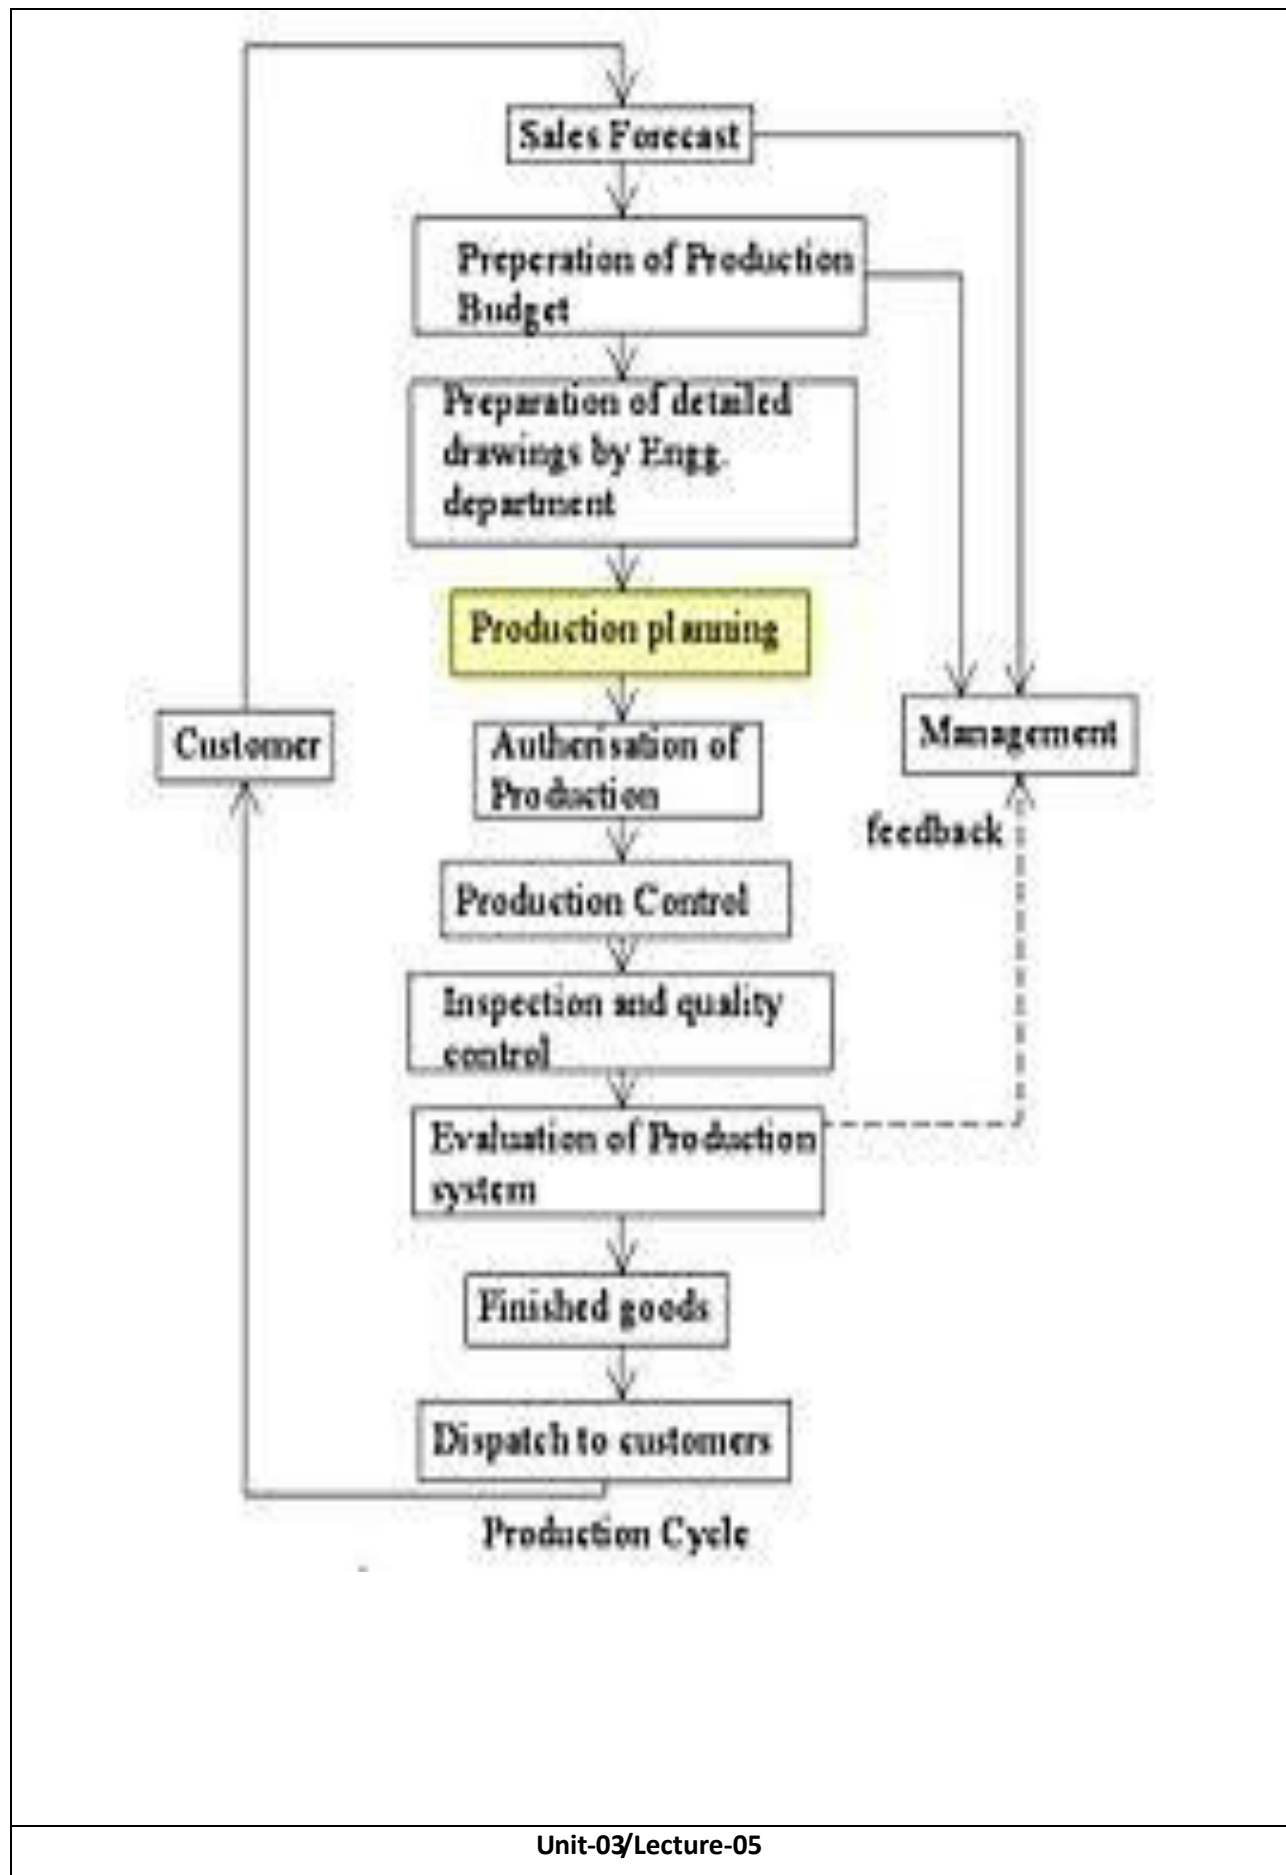 Sales Forecast
Preperation of Production
Budget
Preparation of detailed
drawings by Engg.
department
Production planning
Customer
Autherisation of
Production
Management
feedback
Production Control
Inspection and quality
control
Evaluation of Production
system
Finished goods
Dispatch to customers
Production Cycle
Unit-03/Lecture-05